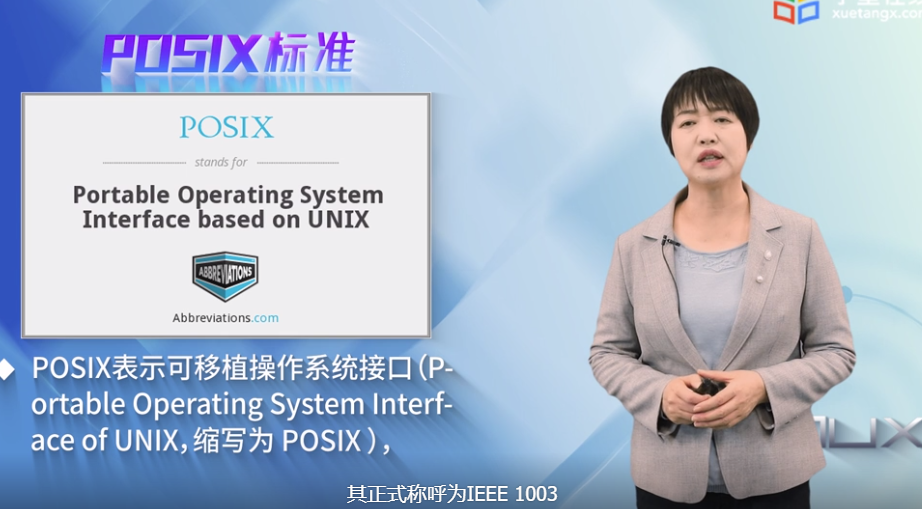 xuetangx.com
POSIX标准
POSIX
stands for
Portable Operating System
Interface based on UNIX
ABBREVIATIONS
Abbreviations.com
POSIX表示可移植操作系统接口（P-
ortable Operating System Interf-
ace of UNIX，缩写为 POSIX ），
其正式称呼为IEEE 1003